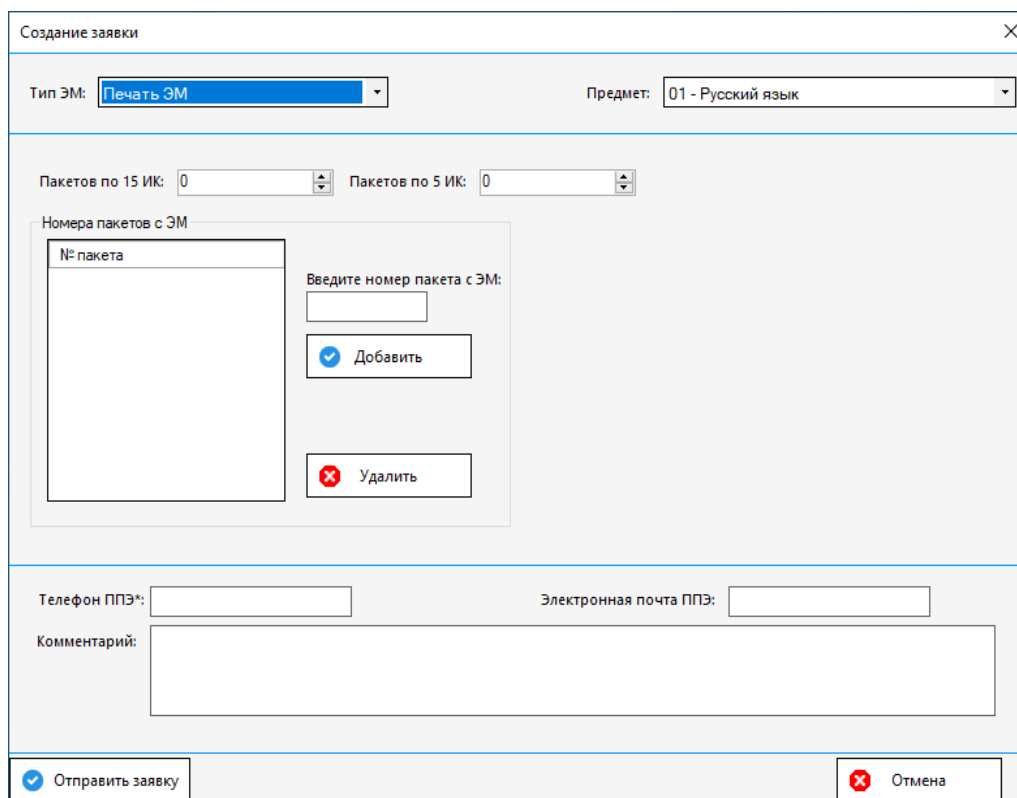 Создание заявки
Тип ЭМ: Печать ЭМ Предмет: 01 - Русский язык
Пакетов по 15 ИК: 0 Пакетов по 5 ИК: 0
Номера пакетов с ЭМ
№ пакета
Введите номер пакета с ЭМ:
Добавить
Удалить
Телефон ППЭ*: Электронная почта ППЭ:
Комментарий:
Отправить заявку Отмена